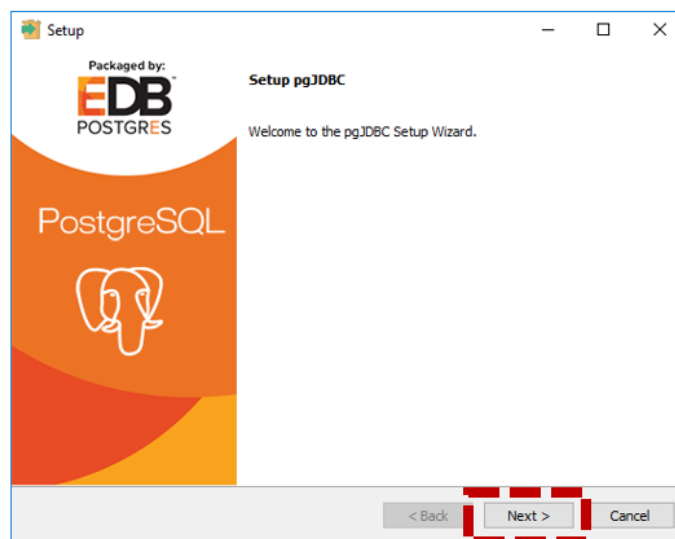 Setup
Packaged by:
EDB
POSTGRES
PostgreSQL
Setup pgJDBC
Welcome to the pgJDBC Setup Wizard.
< Back
Next >
Cancel